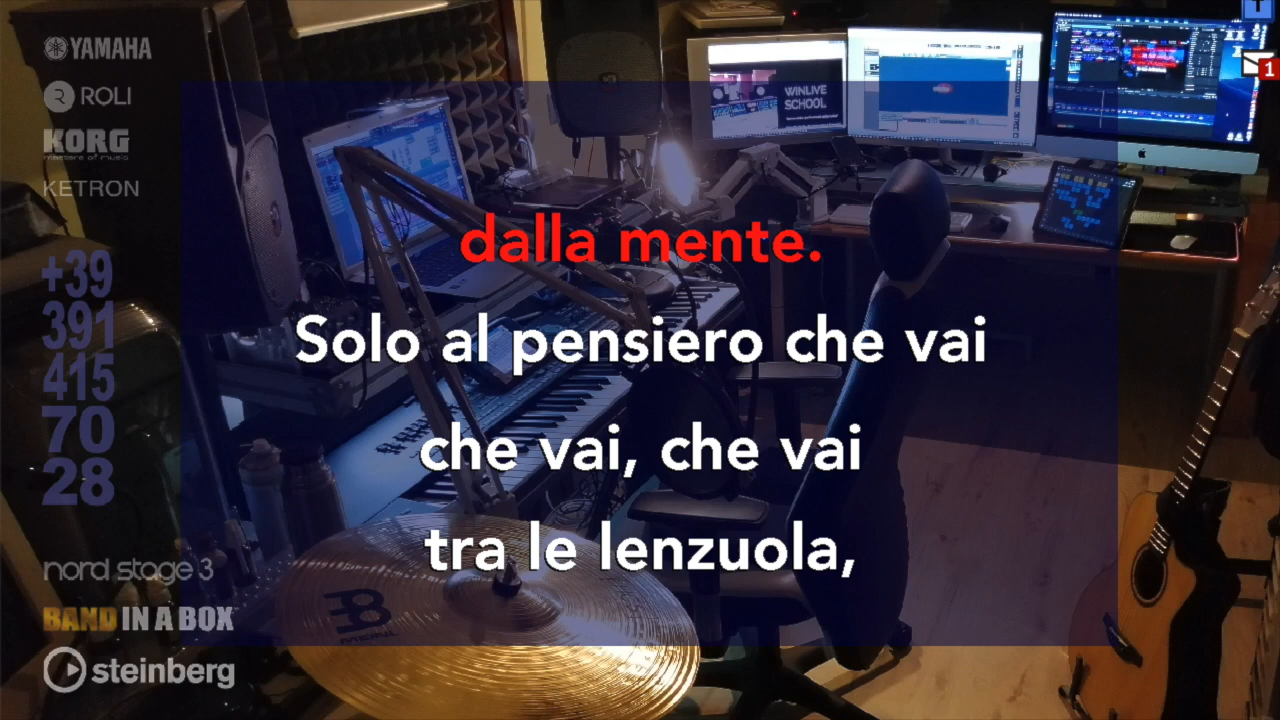 YAMAHA
ROLI
KORG
masters of music
KETRON
+39
391
415
70
28
nord stage 3
BAND IN A BOX
steinberg
WINLIVE
SCHOOL
1
dalla mente.
Solo al pensiero che vai
che vai, che vai
tra le lenzuola,